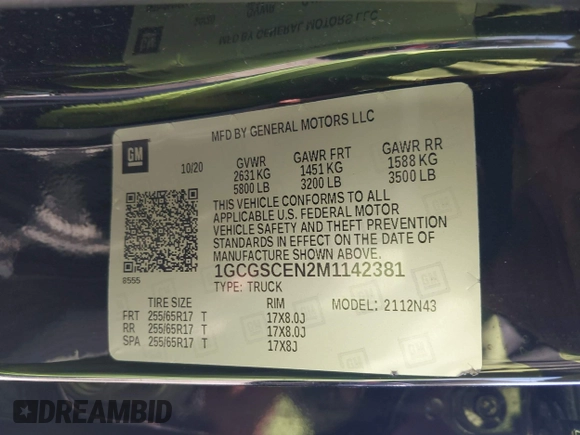 MFD BY GENERAL MOTORS LLC
GM
10/20
GVWR GAWR FRT GAWR RR
2631 KG 1451 KG 1588 KG
5800 LB 3200 LB 3500 LB
THIS VEHICLE CONFORMS TO ALL
APPLICABLE U.S. FEDERAL MOTOR
VEHICLE SAFETY AND THEFT PREVENTION
STANDARDS IN EFFECT ON THE DATE OF
MANUFACTURE SHOWN ABOVE.
8555
1GCGSCEN2M1142381
TYPE: TRUCK
TIRE SIZE RIM MODEL: 2112N43
FRT 255/65R17 T 17X8.0J
RR 255/65R17 T 17X8.0J
SPA 255/65R17 T 17X8J
DREAMBID